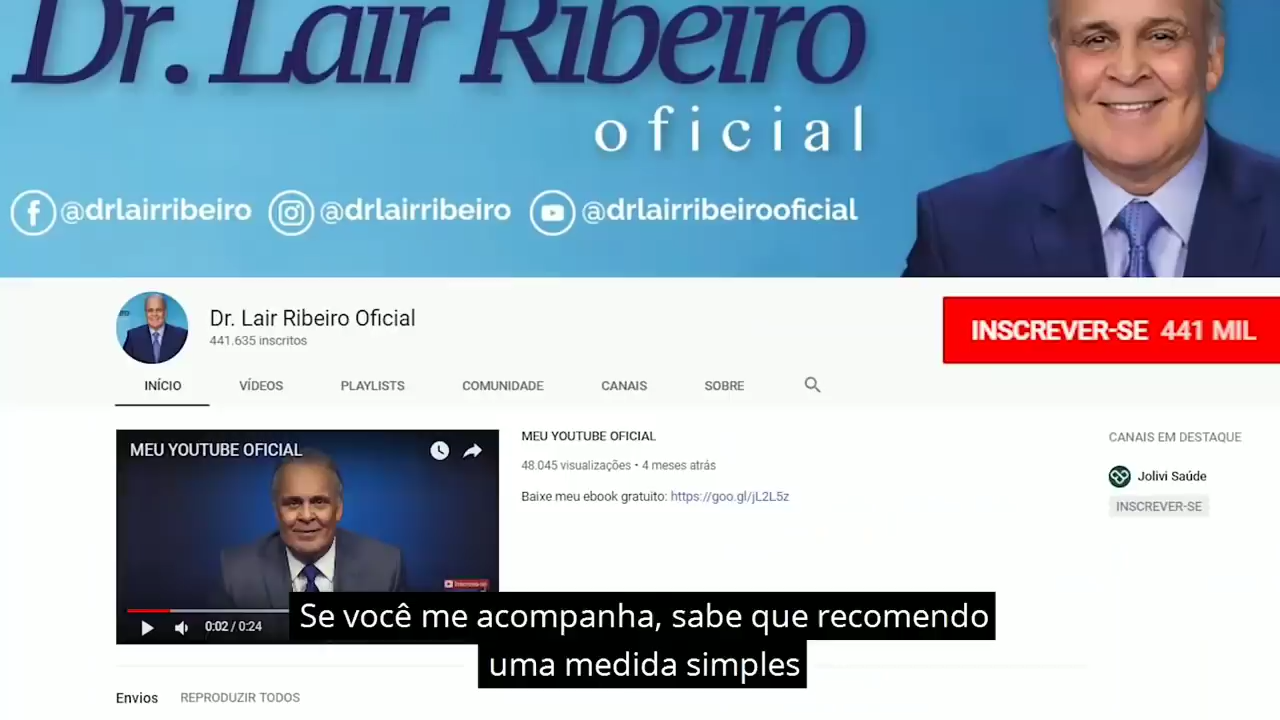 Dr. Lair Ribeiro
oficial
@drlairribeiro @drlairribeiro @drlairribeirooficial
Dr. Lair Ribeiro Oficial
441.635 inscritos
INSCREVER-SE 441 MIL
INÍCIO VÍDEOS PLAYLISTS COMUNIDADE CANAIS SOBRE
MEU YOUTUBE OFICIAL
MEU YOUTUBE OFICIAL
48.045 visualizações • 4 meses atrás
Baixe meu ebook gratuito: https://goo.gl/jL2L5z
CANAIS EM DESTAQUE
Jolivi Saúde
INSCREVER-SE
0:02 / 0:24
Se você me acompanha, sabe que recomendo
uma medida simples
Envios REPRODUZIR TODOS